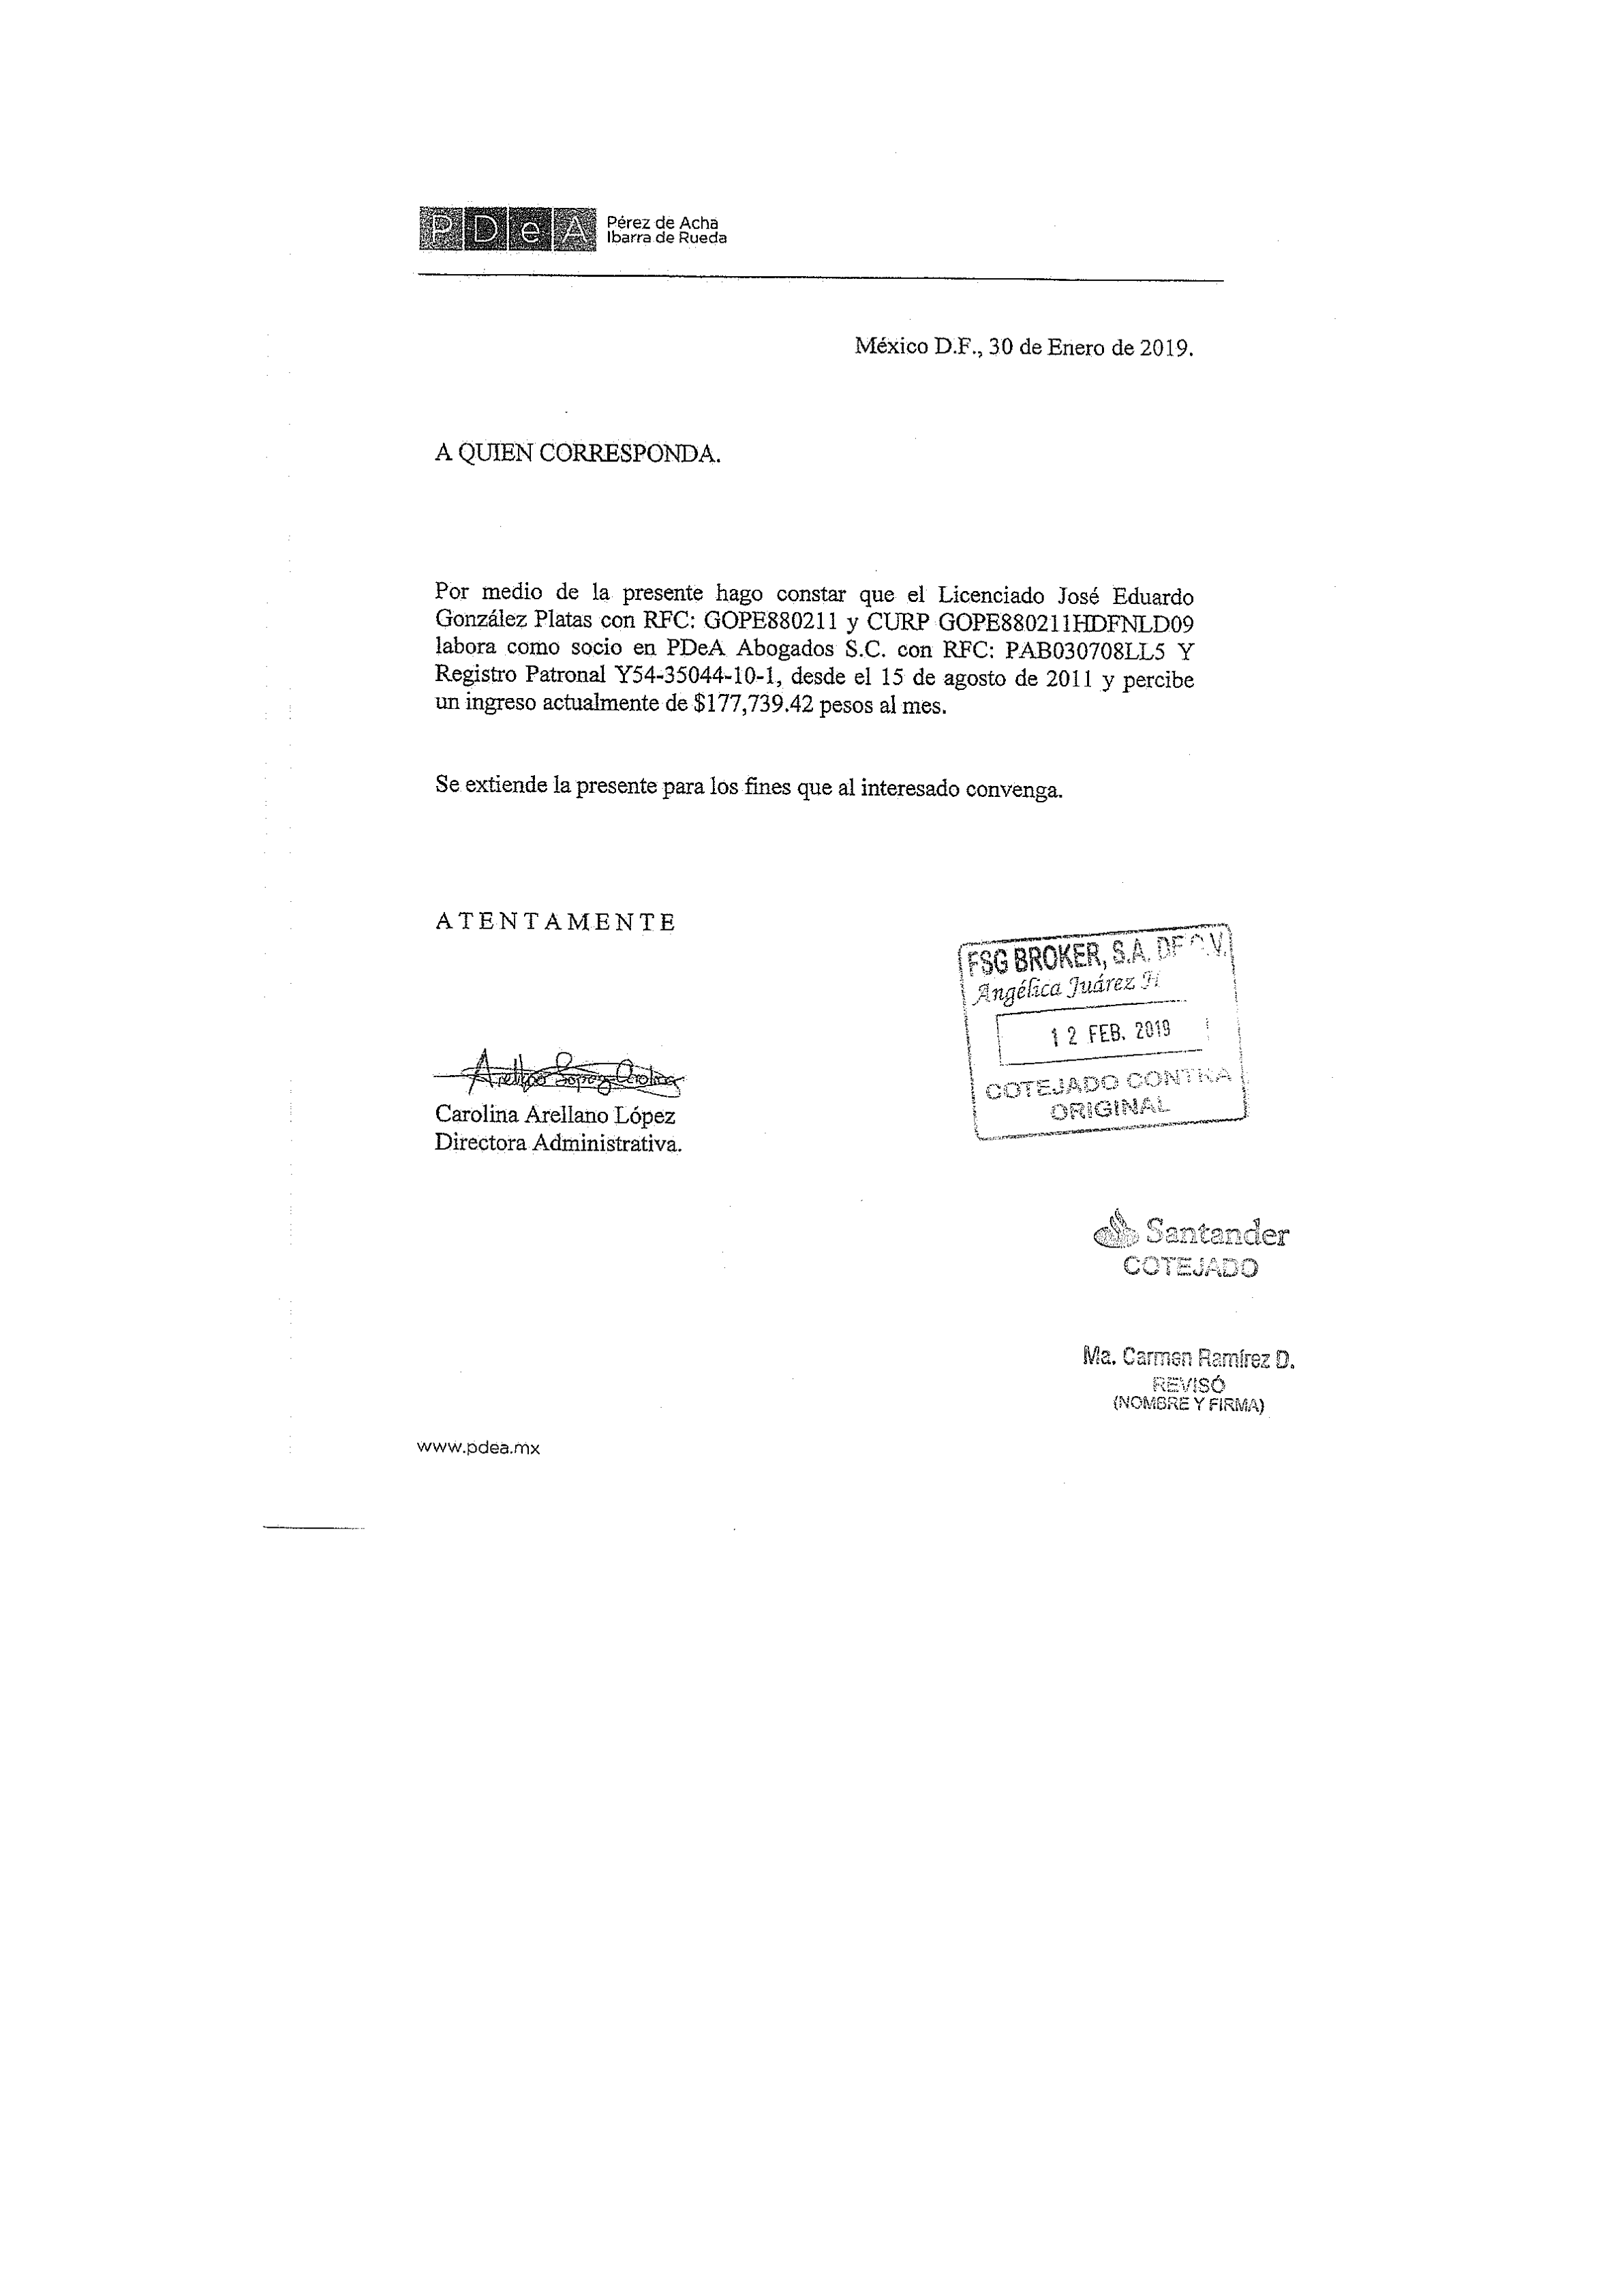 PDeA
Pérez de Acha
Ibarra de Rueda
México D.F., 30 de Enero de 2019.
A QUIEN CORRESPONDA.
Por medio de la presente hago constar que el Licenciado José Eduardo
González Platas con RFC: GOPE880211 y CURP GOPE880211HDFNLD09
labora como socio en PDeA Abogados S.C. con RFC: PAB030708LL5 Y
Registro Patronal Y54-35044-10-1, desde el 15 de agosto de 2011 y percibe
un ingreso actualmente de $177,739.42 pesos al mes.
Se extiende la presente para los fines que al interesado convenga.
ATENTAMENTE
FSG BROKER, S.A. DE C.V.
Angélica Juárez H
12 FEB. 2019
COTEJADO CONTRA
ORIGINAL
Arellano López Carolina
Carolina Arellano López
Directora Administrativa.
Santander
COTEJADO
Ma. Carmen Ramírez D.
REVISÓ
(NOMBRE Y FIRMA)
www.pdea.mx